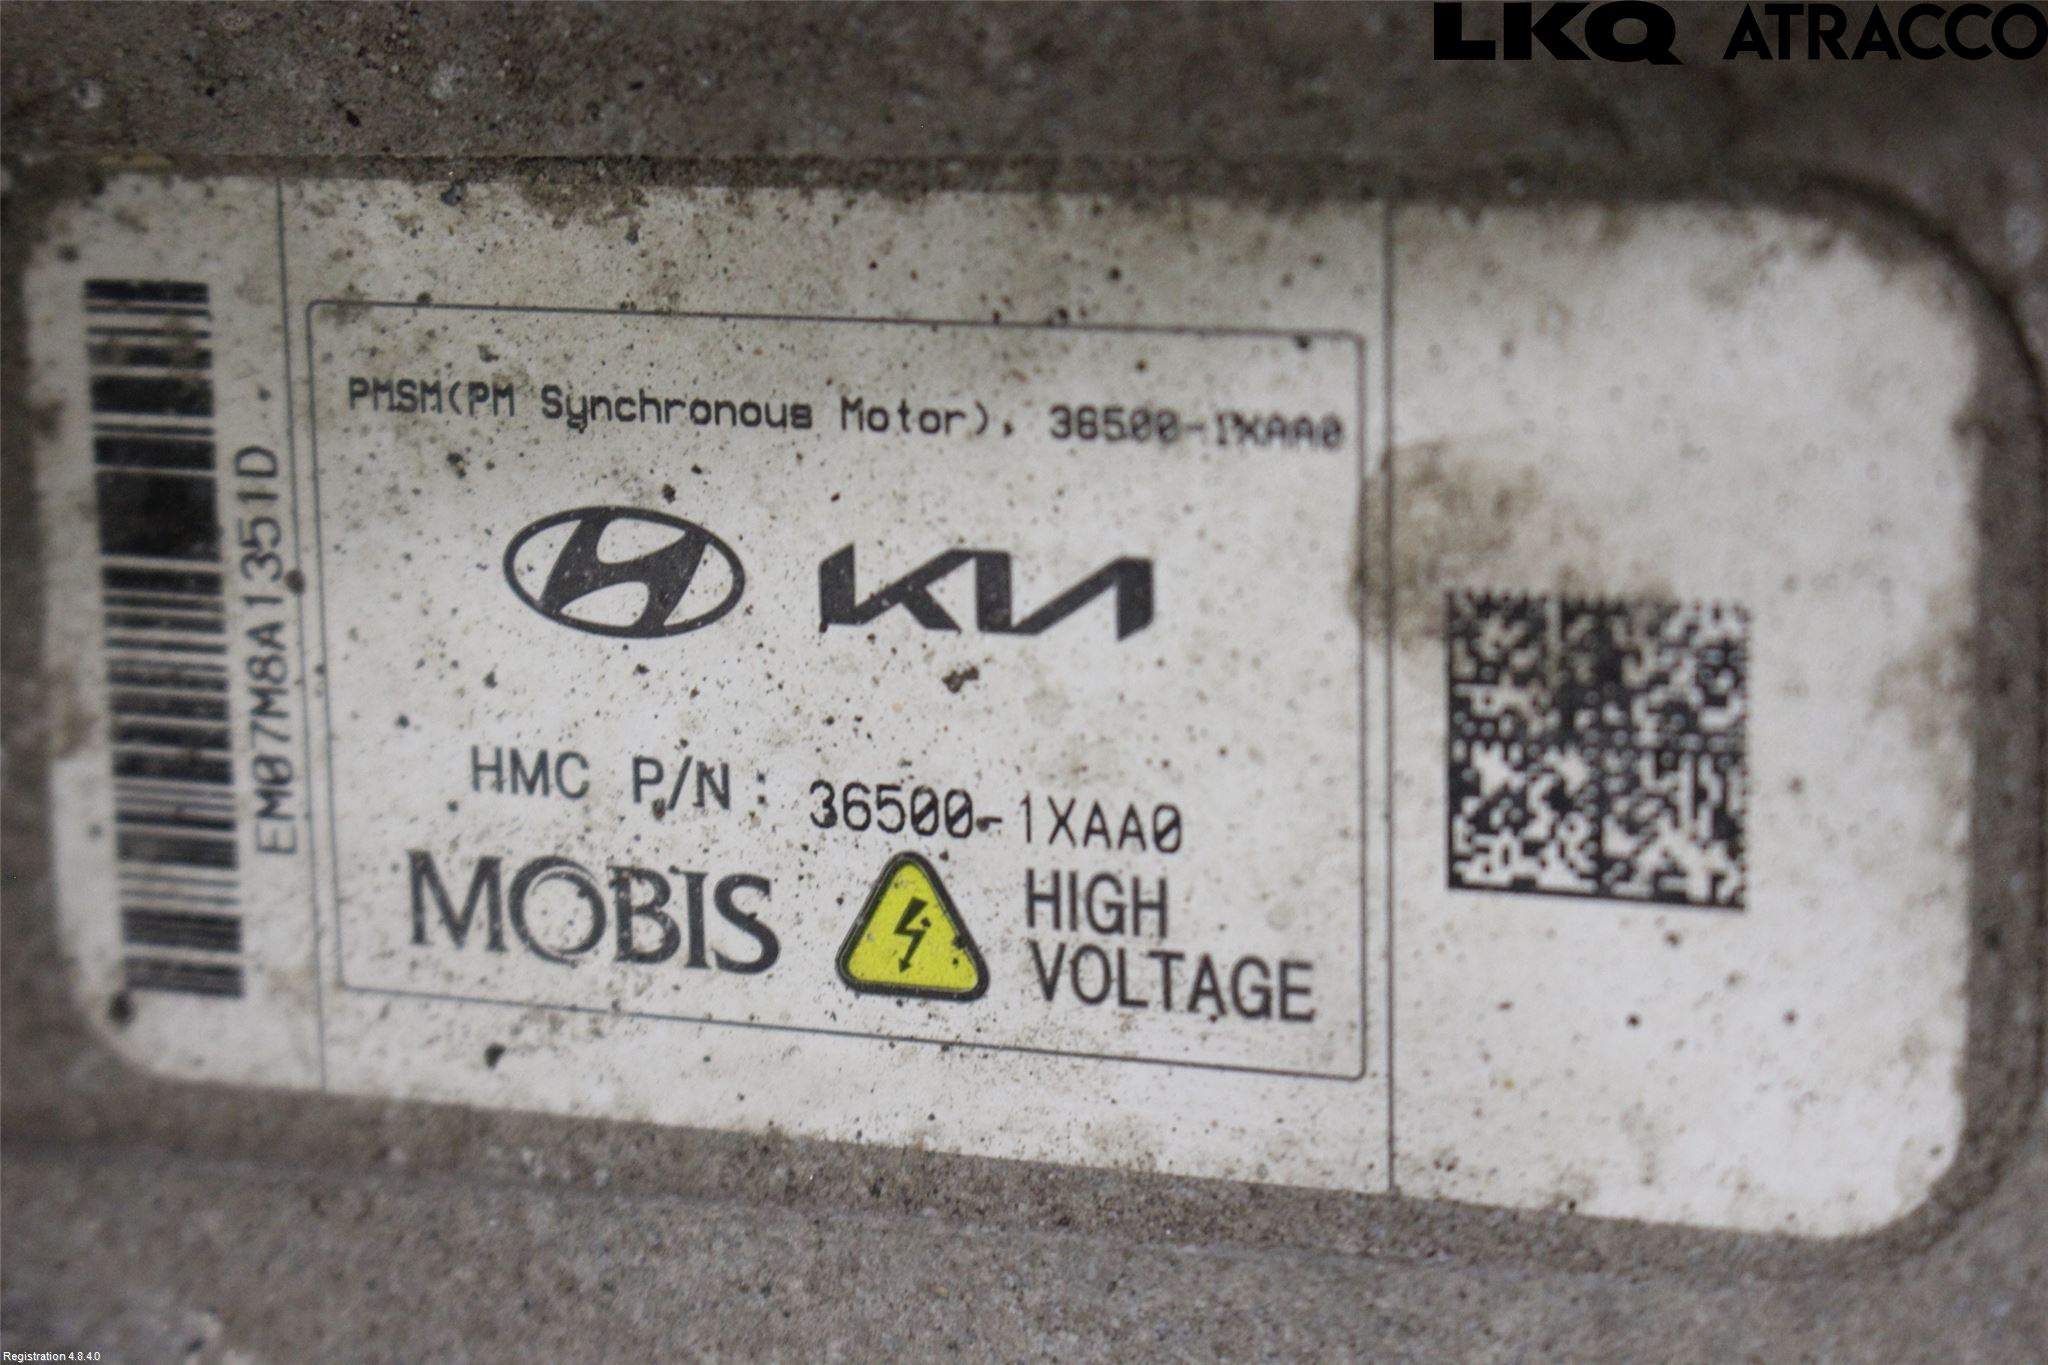 LKQ ATRACCO
PMSM(PM Synchronous Motor), 36500-1XAA0
KIA
HMC P/N: 36500-1XAA0
MOBIS
HIGH
VOLTAGE
EM07M8A1351D
Registration 4.8.4.0